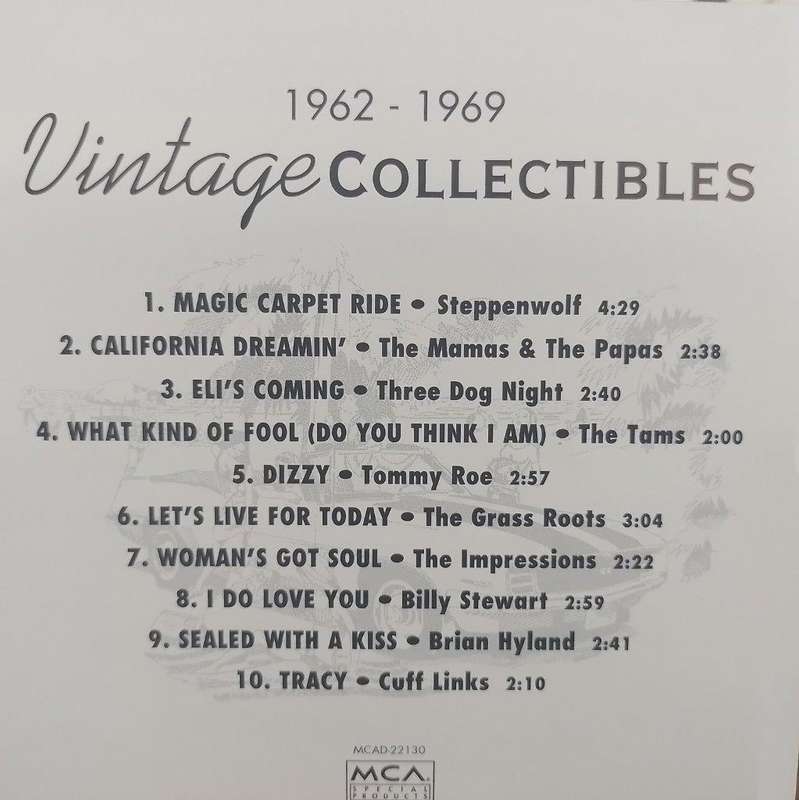 1962 - 1969
Vintage COLLECTIBLES
1. MAGIC CARPET RIDE • Steppenwolf 4:29
2. CALIFORNIA DREAMIN' • The Mamas & The Papas 2:38
3. ELI'S COMING • Three Dog Night 2:40
4. WHAT KIND OF FOOL (DO YOU THINK I AM) • The Tams 2:00
5. DIZZY • Tommy Roe 2:57
6. LET'S LIVE FOR TODAY • The Grass Roots 3:04
7. WOMAN'S GOT SOUL • The Impressions 2:22
8. I DO LOVE YOU • Billy Stewart 2:59
9. SEALED WITH A KISS • Brian Hyland 2:41
10. TRACY • Cuff Links 2:10
MCAD-22130
MCA
SPECIAL
PRODUCTS